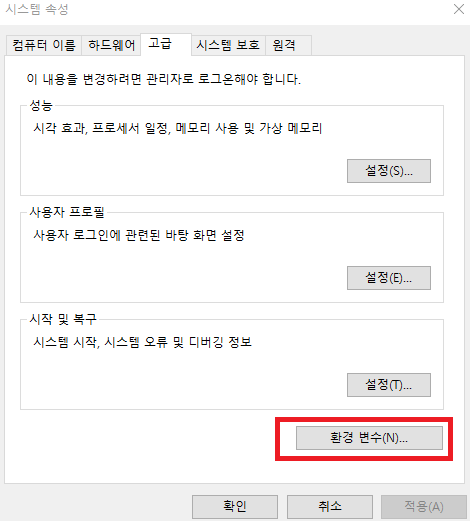 시스템 속성
컴퓨터 이름 하드웨어 고급 시스템 보호 원격
이 내용을 변경하려면 관리자로 로그온해야 합니다.
성능
시각 효과, 프로세서 일정, 메모리 사용 및 가상 메모리
설정(S)...
사용자 프로필
사용자 로그인에 관련된 바탕 화면 설정
설정(E)...
시작 및 복구
시스템 시작, 시스템 오류 및 디버깅 정보
설정(T)...
환경 변수(N)...
확인 취소 적용(A)